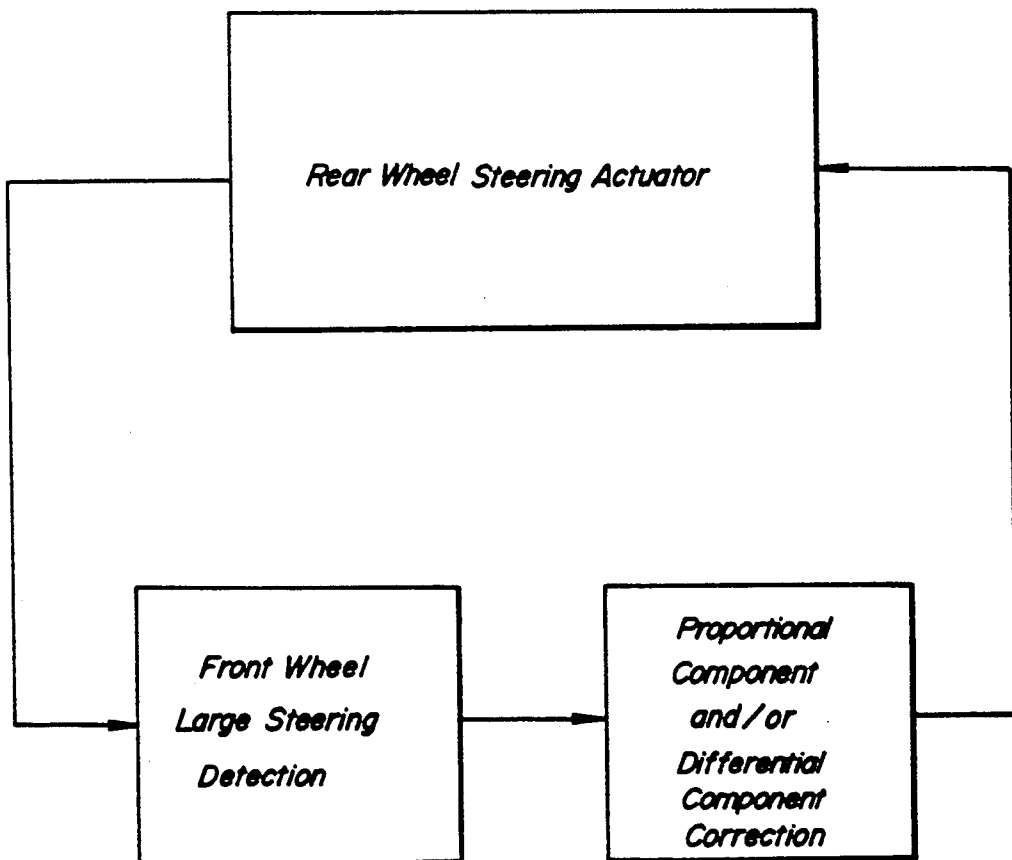 Rear Wheel Steering Actuator
Front Wheel
Large Steering
Detection
Proportional
Component
and/or
Differential
Component
Correction